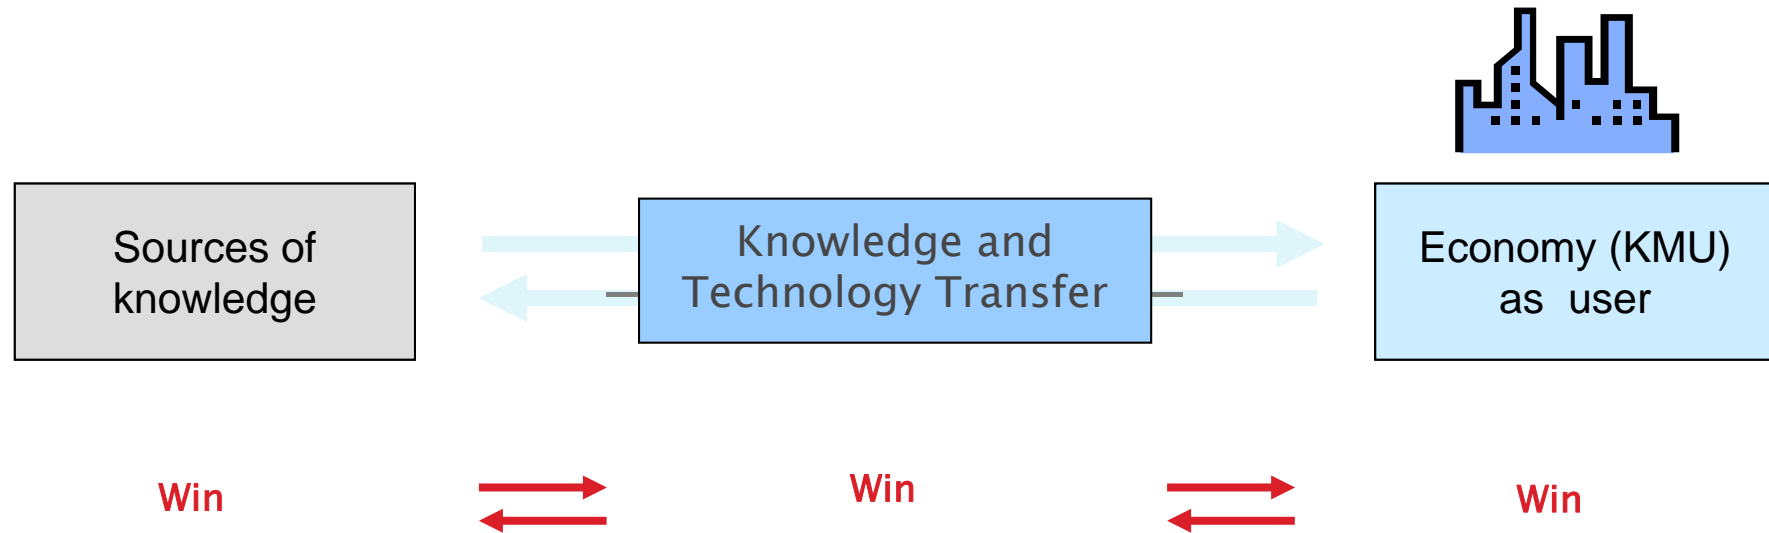 Sources of
knowledge
Knowledge and
Technology Transfer
Economy (KMU)
as user
Win
Win
Win